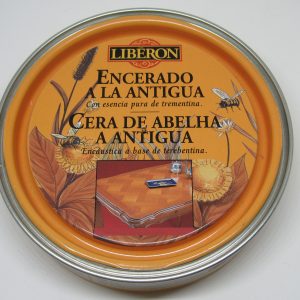 LIBERON
ENCERADO
A LA ANTIGUA
Con esencia pura de trementina.
CERA DE ABELHA
A ANTIGUA
Encáustica à base de terebentina.